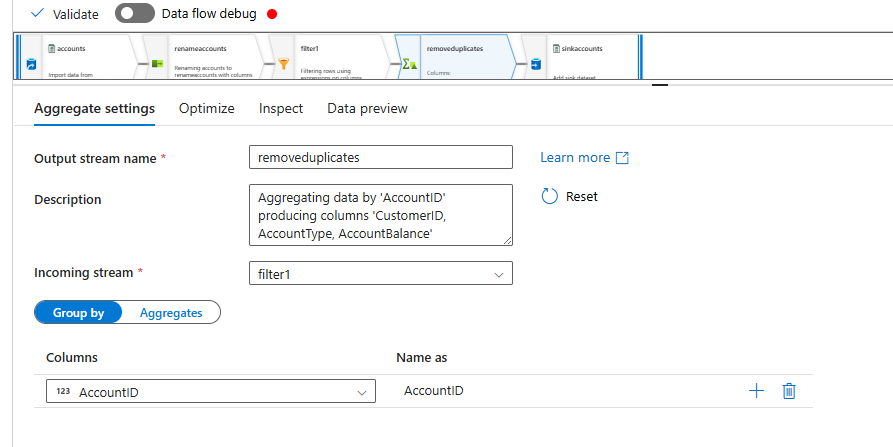 Validate
Data flow debug
accounts
Import data from
renameaccounts
Renaming accounts to
renameaccounts with columns
filter1
Filtering rows using
expressions on columns
removeduplicates
Columns:
sinkaccounts
Add sink dataset
Aggregate settings
Optimize
Inspect
Data preview
Output stream name *
removeduplicates
Learn more
Description
Aggregating data by 'AccountID'
producing columns 'CustomerID,
AccountType, AccountBalance'
Reset
Incoming stream *
filter1
Group by
Aggregates
Columns
Name as
123 AccountID
AccountID